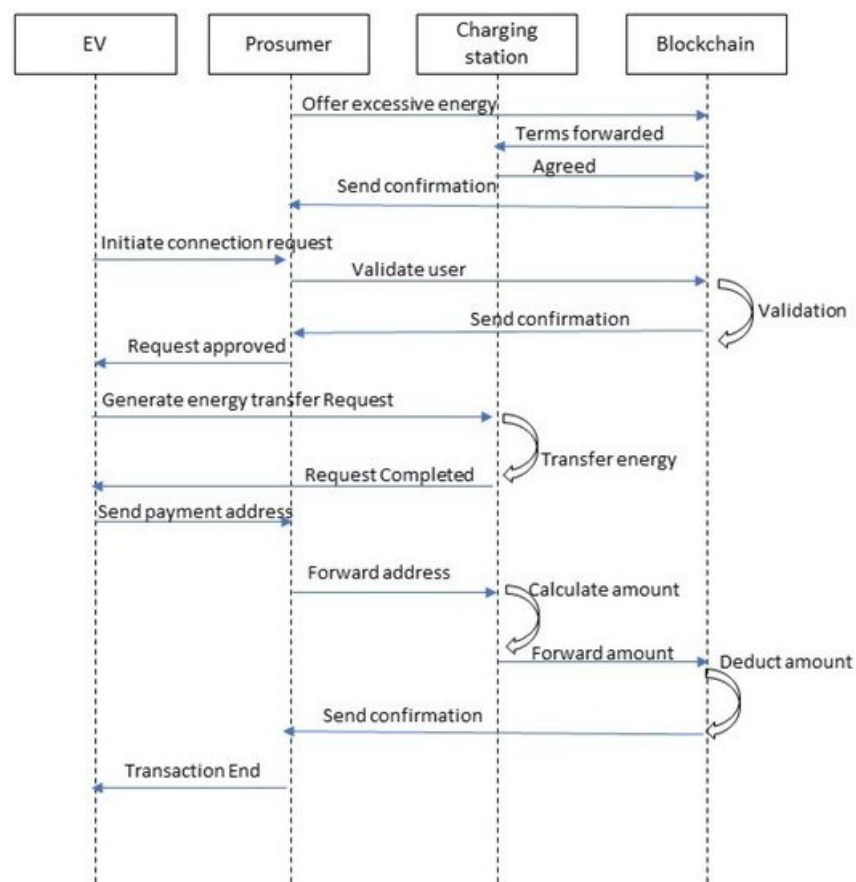 EV
Prosumer
Charging
station
Blockchain
Offer excessive energy
Terms forwarded
Agreed
Send confirmation
Initiate connection request
Validate user
Validation
Send confirmation
Request approved
Generate energy transfer Request
Transfer energy
Request Completed
Send payment address
Forward address
Calculate amount
Forward amount
Deduct amount
Send confirmation
Transaction End